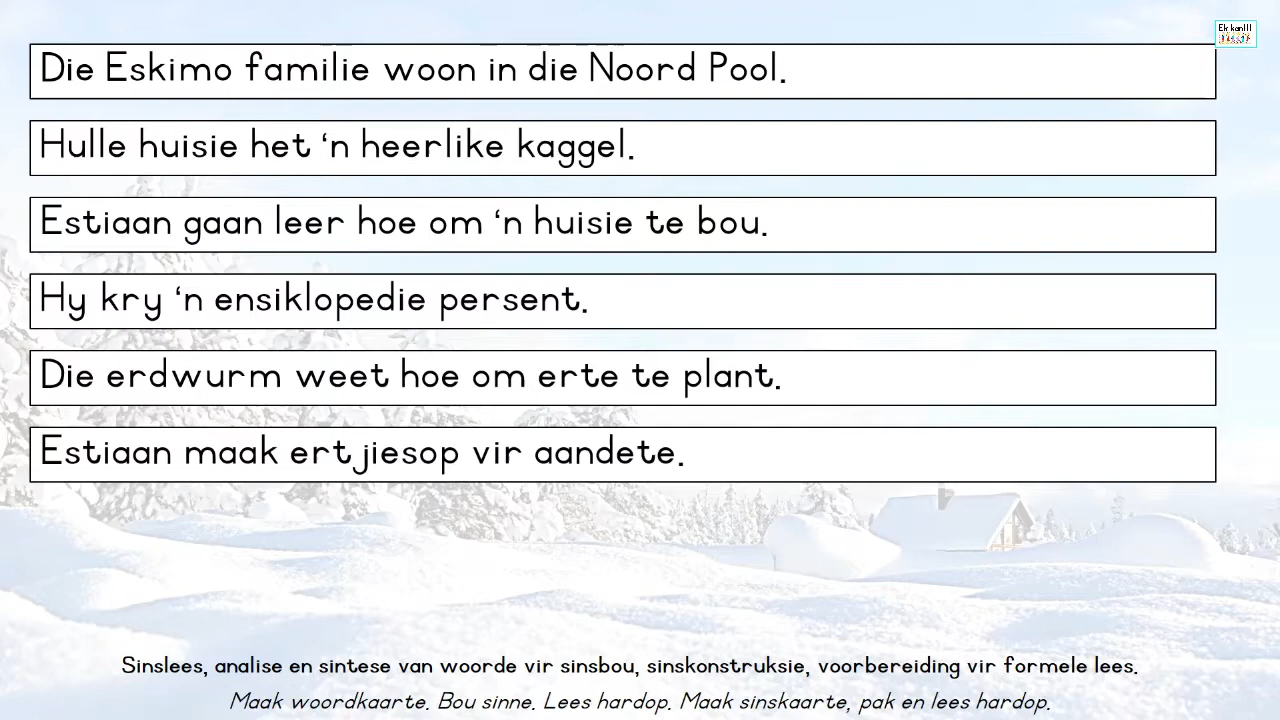 Ek kan!!!
Die Eskimo familie woon in die Noord Pool.
Hulle huisie het ‘n heerlike kaggel.
Estiaan gaan leer hoe om ‘n huisie te bou.
Hy kry ‘n ensiklopedie persent.
Die erdwurm weet hoe om erte te plant.
Estiaan maak ertjiesop vir aandete.
Sinslees, analise en sintese van woorde vir sinsbou, sinskonstruksie, voorbereiding vir formele lees.
Maak woordkaarte. Bou sinne. Lees hardop. Maak sinskaarte, pak en lees hardop.